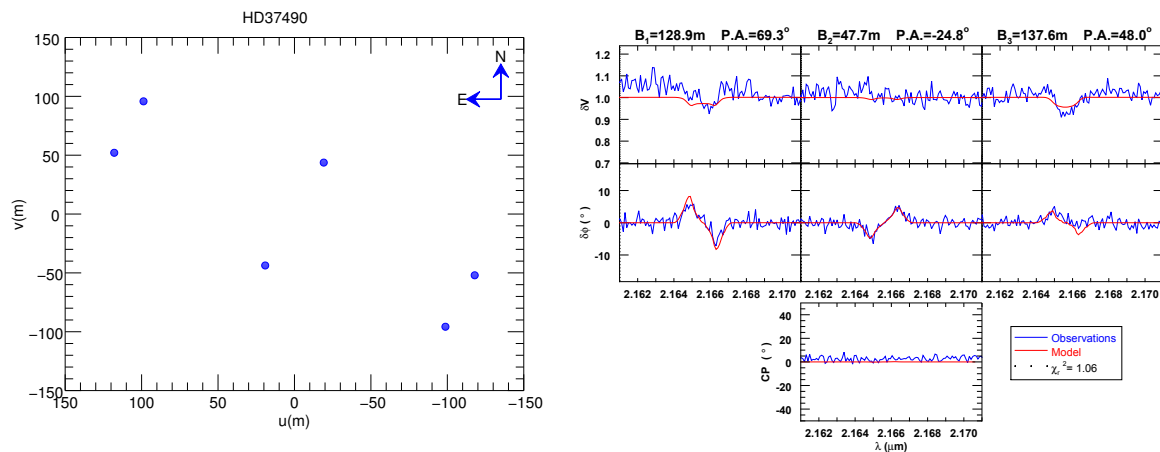 HD37490
150
100
50
0
−50
−100
−150
v(m)
N
E
150 100 50 0 −50 −100 −150
u(m)
B1=128.9m P.A.=69.3° B2=47.7m P.A.=-24.8° B3=137.6m P.A.=48.0°
1.2
1.1
1.0
0.9
0.8
0.7
δV
10
0
-10
δϕ (°)
2.162 2.164 2.166 2.168 2.170 2.162 2.164 2.166 2.168 2.170 2.162 2.164 2.166 2.168 2.170
40
20
0
-20
-40
CP (°)
2.162 2.164 2.166 2.168 2.170
λ (μm)
Observations
Model
χr²= 1.06